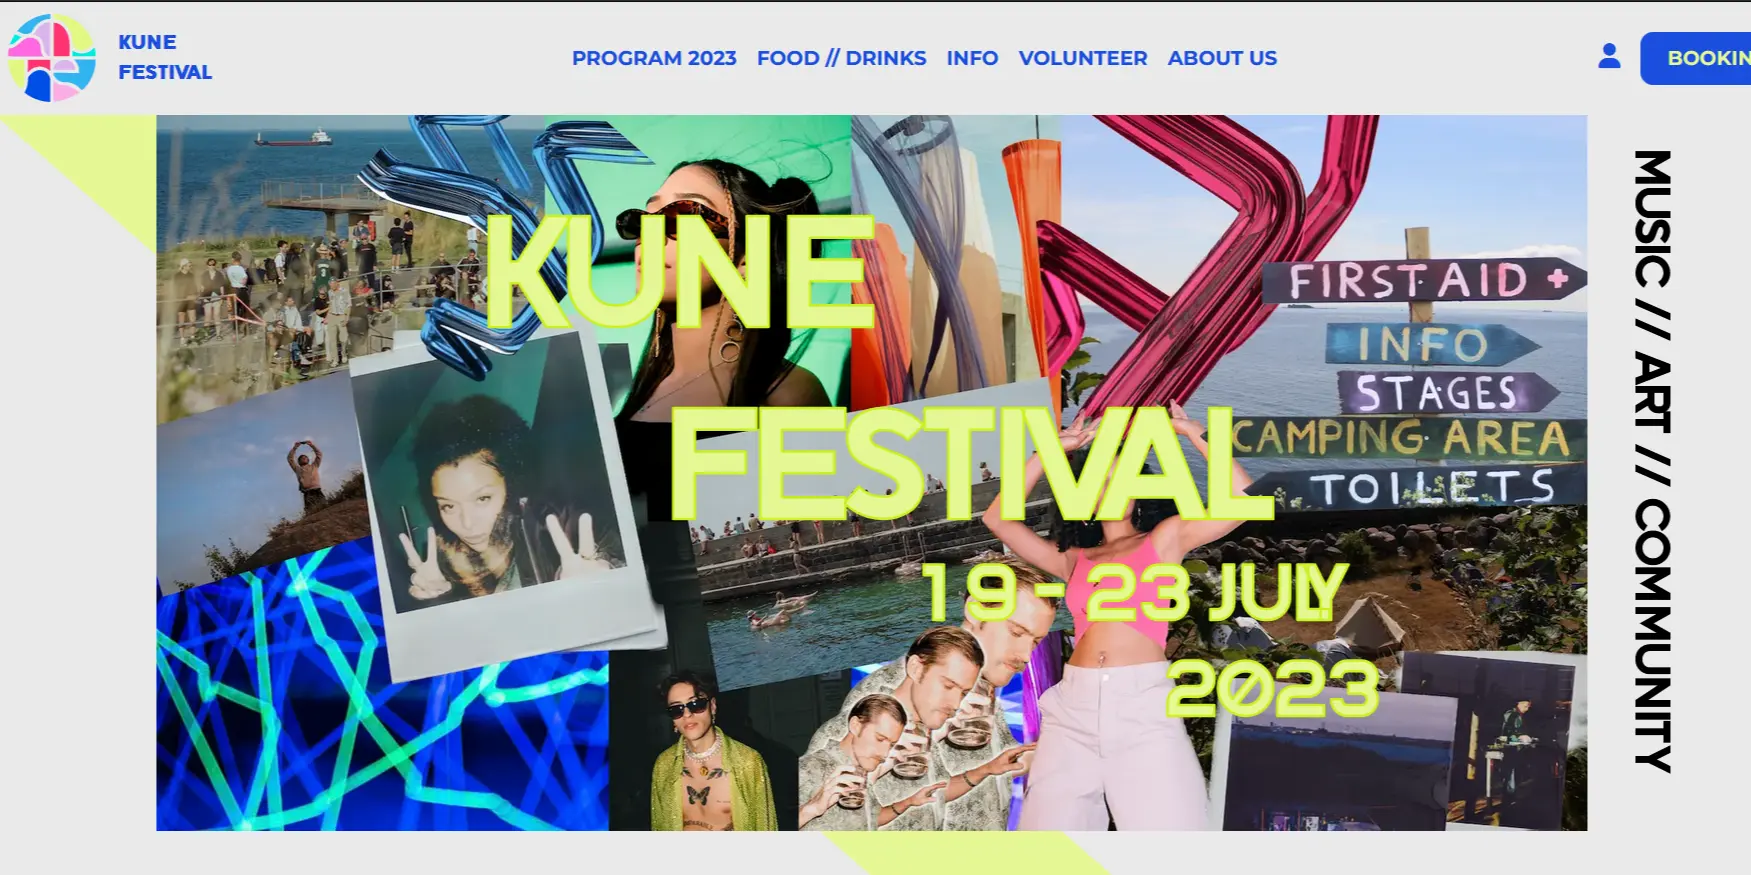 KUNE
FESTIVAL
PROGRAM 2023 FOOD // DRINKS INFO VOLUNTEER ABOUT US
BOOKIN
KUNE
FESTIVAL
19 - 23 JULY
2023
FIRST AID +
INFO
STAGES
CAMPING AREA
TOILETS
MUSIC // ART // COMMUNITY